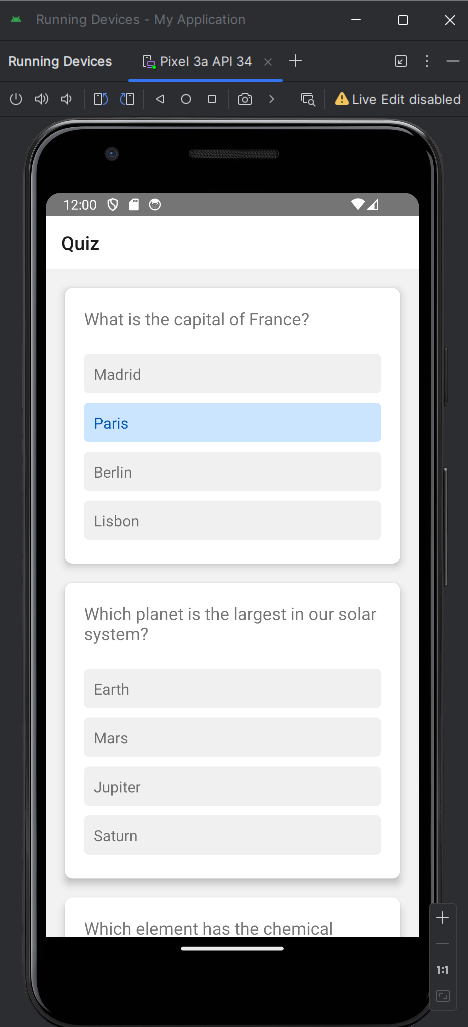 Running Devices - My Application
Running Devices
Pixel 3a API 34
Live Edit disabled
12:00
Quiz
What is the capital of France?
Madrid
Paris
Berlin
Lisbon
Which planet is the largest in our solar
system?
Earth
Mars
Jupiter
Saturn
Which element has the chemical
1:1